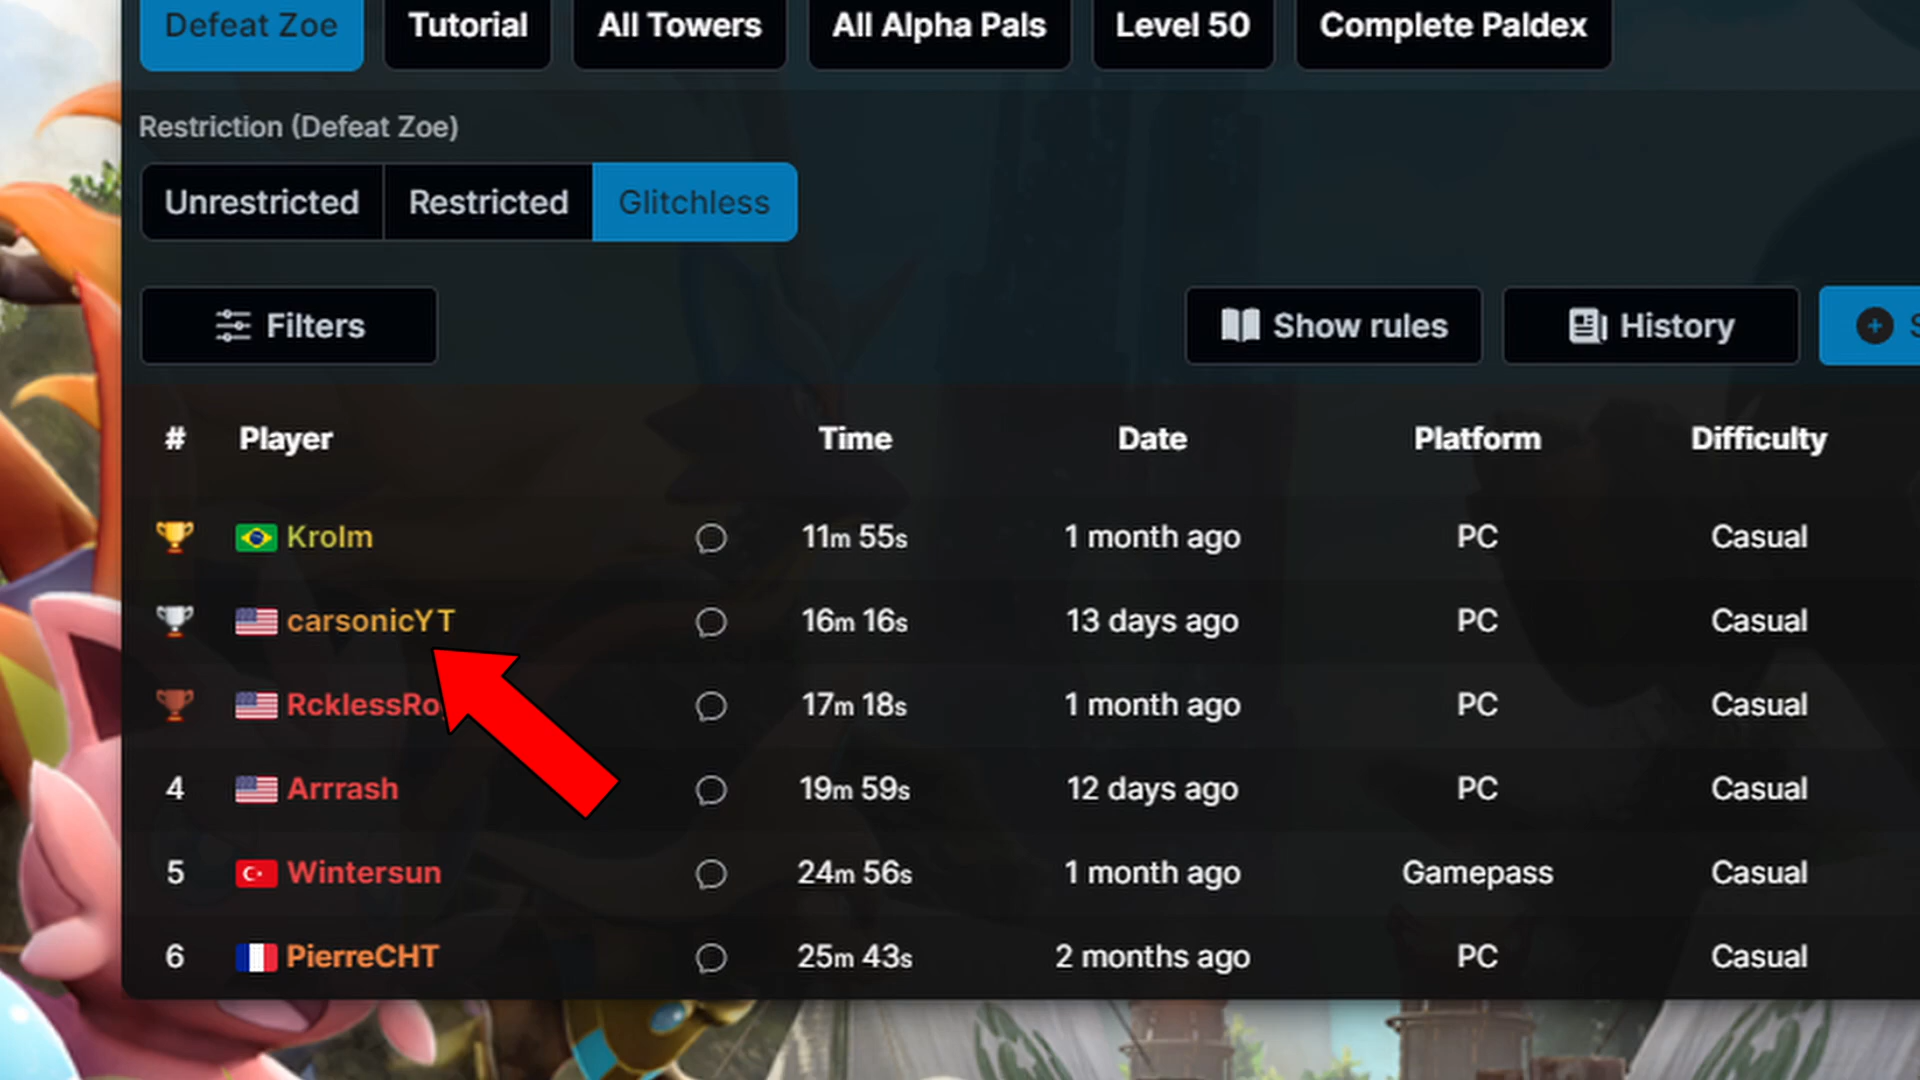 Defeat Zoe Tutorial All Towers All Alpha Pals Level 50 Complete Paldex
Restriction (Defeat Zoe)
Unrestricted Restricted Glitchless
Filters Show rules History
# Player Time Date Platform Difficulty
Krolm 11m 55s 1 month ago PC Casual
carsonicYT 16m 16s 13 days ago PC Casual
RcklessRo 17m 18s 1 month ago PC Casual
4 Arrrash 19m 59s 12 days ago PC Casual
5 Wintersun 24m 56s 1 month ago Gamepass Casual
6 PierreCHT 25m 43s 2 months ago PC Casual